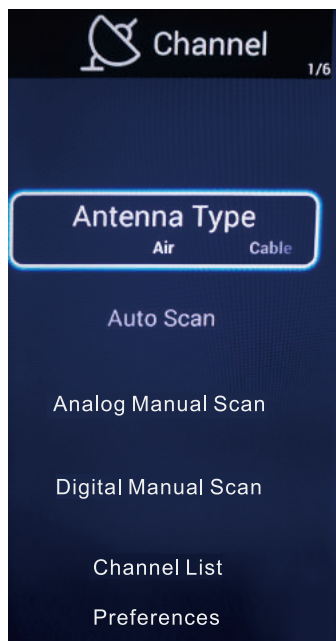 Channel
1/6
Antenna Type
Air Cable
Auto Scan
Analog Manual Scan
Digital Manual Scan
Channel List
Preferences